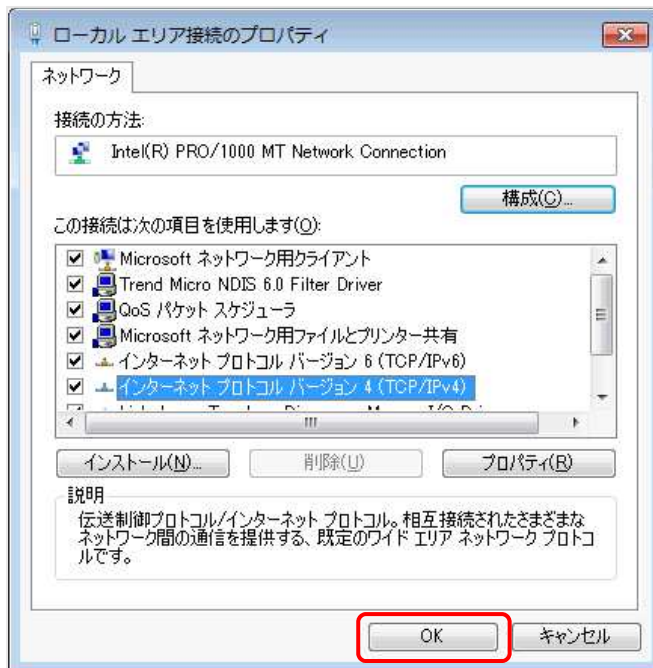 ローカル エリア接続のプロパティ
ネットワーク
接続の方法:
Intel(R) PRO/1000 MT Network Connection
構成(C)...
この接続は次の項目を使用します(O):
Microsoft ネットワーク用クライアント
Trend Micro NDIS 6.0 Filter Driver
QoS パケット スケジューラ
Microsoft ネットワーク用ファイルとプリンター共有
インターネット プロトコル バージョン 6 (TCP/IPv6)
インターネット プロトコル バージョン 4 (TCP/IPv4)
インストール(N)...
削除(U)
プロパティ(R)
説明
伝送制御プロトコル/インターネット プロトコル。相互接続されたさまざまな
ネットワーク間の通信を提供する、既定のワイド エリア ネットワーク プロトコ
ルです。
OK
キャンセル